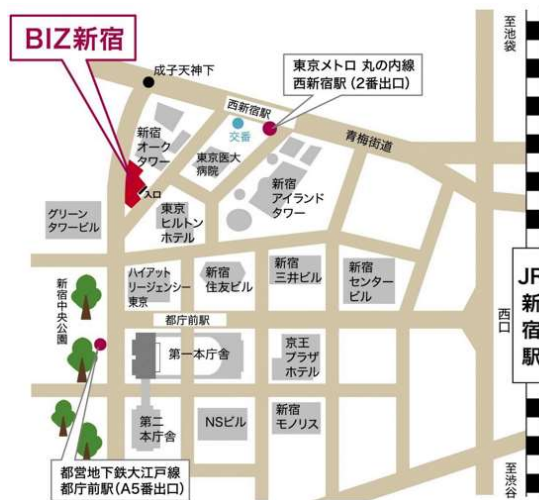 BIZ新宿
成子天神下
東京メトロ 丸の内線
西新宿駅（2番出口）
至池袋
西新宿駅
交番
青梅街道
新宿
オーク
タワー
東京医大
病院
入口
新宿
アイランド
タワー
グリーン
タワービル
東京
ヒルトン
ホテル
ハイアット
リージェンシー
東京
新宿
住友ビル
新宿
三井ビル
新宿
センター
ビル
JR
新
宿
駅
西口
新宿中央公園
都庁前駅
第一本庁舎
京王
プラザ
ホテル
第二
本庁舎
NSビル
新宿
モノリス
都営地下鉄大江戸線
都庁前駅（A5番出口）
至渋谷